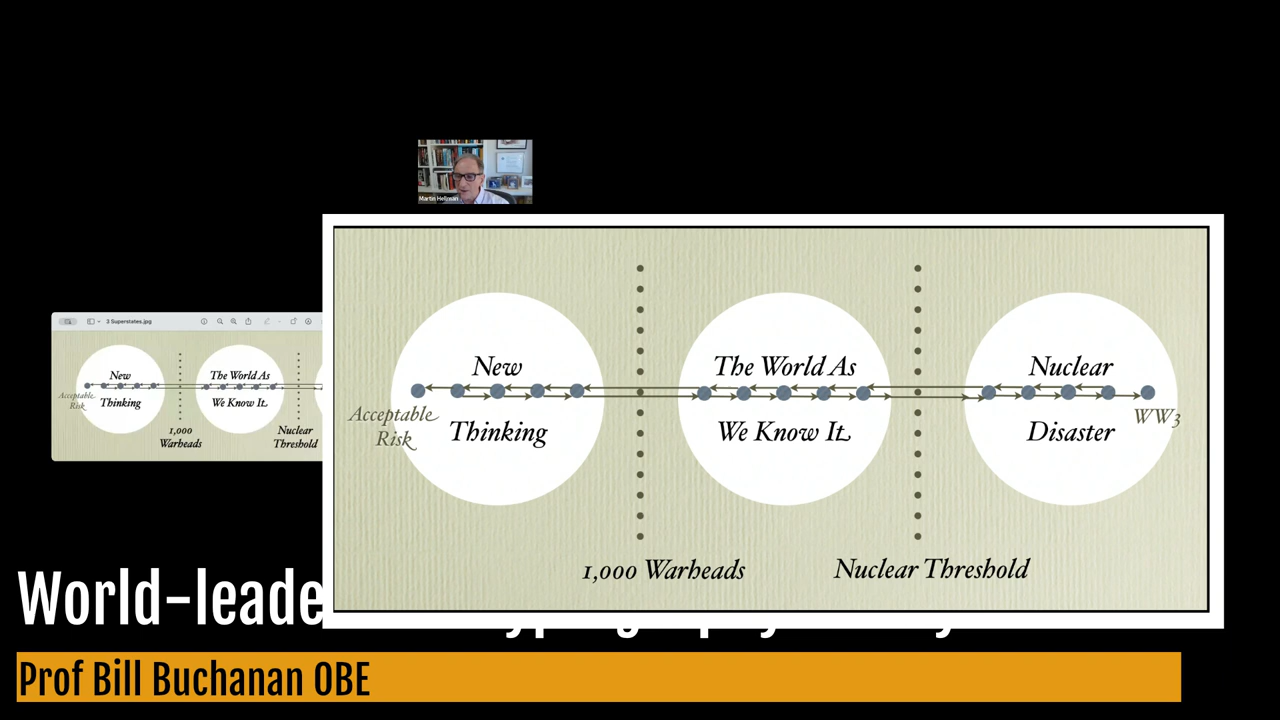 Martin Hellman
New
Thinking
Acceptable
Risk
The World As
We Know It
Nuclear
Disaster
WW3
1,000 Warheads
Nuclear Threshold
3 Superstates.jpg
New
Thinking
Acceptable
Risk
The World As
We Know It
1,000
Warheads
Nuclear
Threshold
World-leade
Prof Bill Buchanan OBE